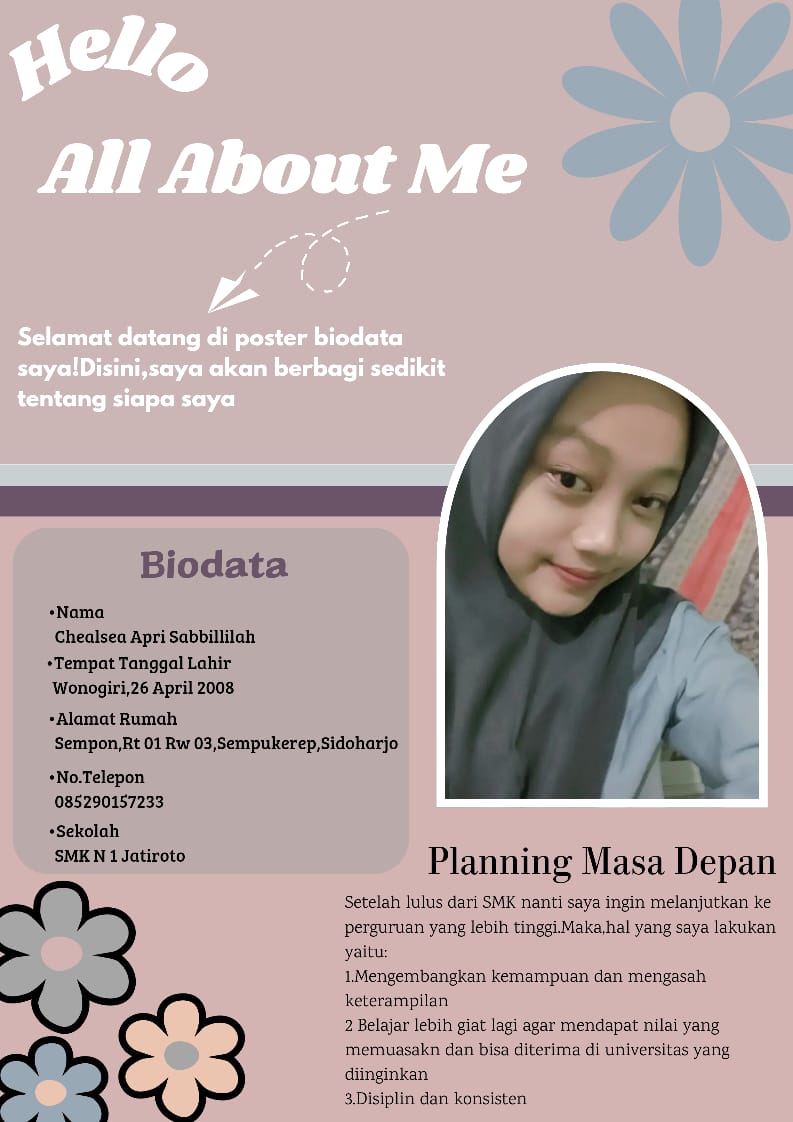 Hello
All About Me
Selamat datang di poster biodata
saya!Disini,saya akan berbagi sedikit
tentang siapa saya
Biodata
•Nama
Chealsea Apri Sabbillilah
•Tempat Tanggal Lahir
Wonogiri,26 April 2008
•Alamat Rumah
Sempon,Rt 01 Rw 03,Sempukerep,Sidoharjo
•No.Telepon
085290157233
•Sekolah
SMK N 1 Jatiroto
Planning Masa Depan
Setelah lulus dari SMK nanti saya ingin melanjutkan ke
perguruan yang lebih tinggi.Maka,hal yang saya lakukan
yaitu:
1.Mengembangkan kemampuan dan mengasah
keterampilan
2 Belajar lebih giat lagi agar mendapat nilai yang
memuasakn dan bisa diterima di universitas yang
diinginkan
3.Disiplin dan konsisten